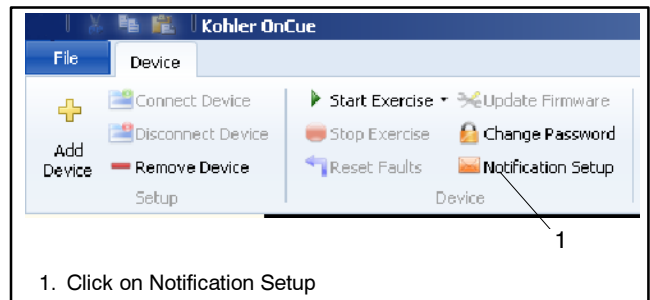 Kohler OnCue
File Device
Connect Device Start Exercise Update Firmware
Add Device Disconnect Device Stop Exercise Change Password
Remove Device Reset Faults Notification Setup
Setup Device
1
1. Click on Notification Setup